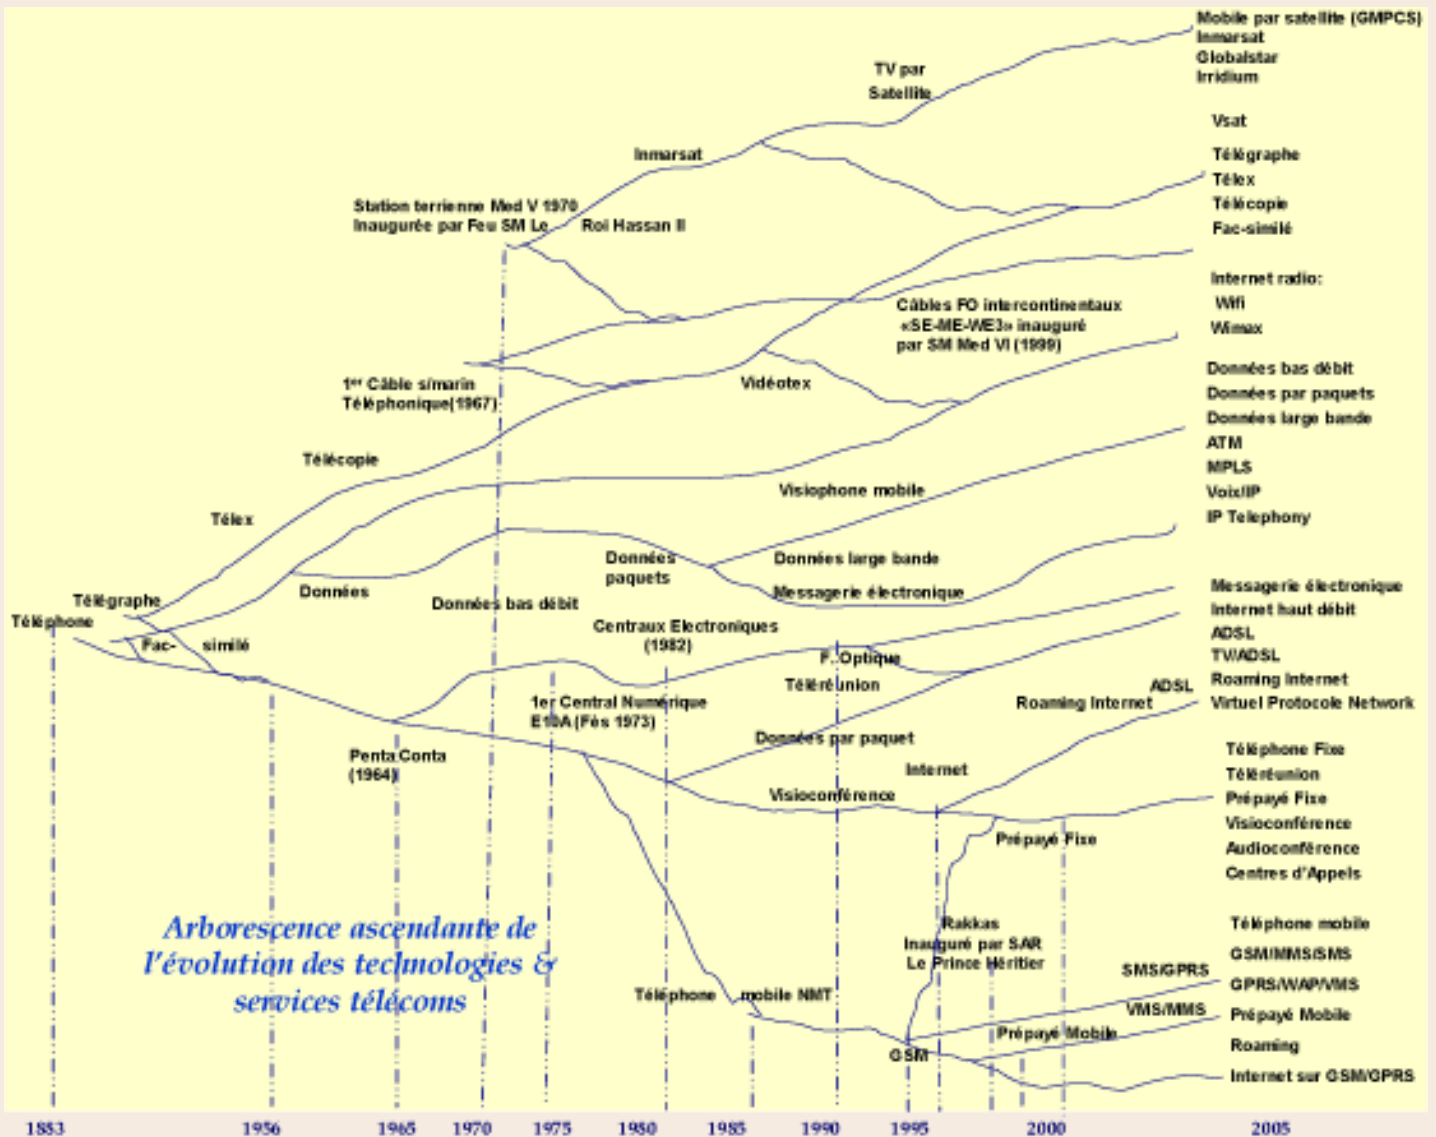 Mobile par satellite (GMPCS)
Inmarsat
Globalstar
Irridium
TV par
Satellite
Vsat
Inmarsat
Télégraphe
Télex
Télécopie
Fac-similé
Station terrienne Med V 1970
Inaugurée par Feu SM Le Roi Hassan II
Internet radio:
Wifi
Wimax
Câbles FO intercontinentaux
«SE-ME-WE3» inauguré
par SM Med VI (1999)
1er Câble s/marin
Téléphonique(1967)
Vidéotex
Données bas débit
Données par paquets
Données large bande
ATM
MPLS
Voix/IP
IP Telephony
Télécopie
Visiophone mobile
Télex
Données
paquets
Données large bande
Messagerie électronique
Télégraphe
Téléphone
Données
Données bas débit
Fac- similé
Centraux Electroniques
(1982)
F. Optique
Téléréunion
Messagerie électronique
Internet haut débit
ADSL
TV/ADSL
Roaming Internet
Virtuel Protocole Network
ADSL
Roaming Internet
1er Central Numérique
E10A (Fès 1973)
Penta Conta
(1964)
Données par paquet
Internet
Visioconférence
Téléphone Fixe
Téléréunion
Prépayé Fixe
Visioconférence
Audioconférence
Centres d'Appels
Prépayé Fixe
Arborescence ascendante de
l'évolution des technologies &
services télécoms
Rakkas
Inauguré par SAR
Le Prince Héritier
Téléphone mobile NMT
SMS/GPRS
VMS/MMS
Prépayé Mobile
GSM
Téléphone mobile
GSM/MMS/SMS
GPRS/WAP/VMS
Prépayé Mobile
Roaming
Internet sur GSM/GPRS
1883 1956 1965 1970 1975 1980 1985 1990 1995 2000 2005